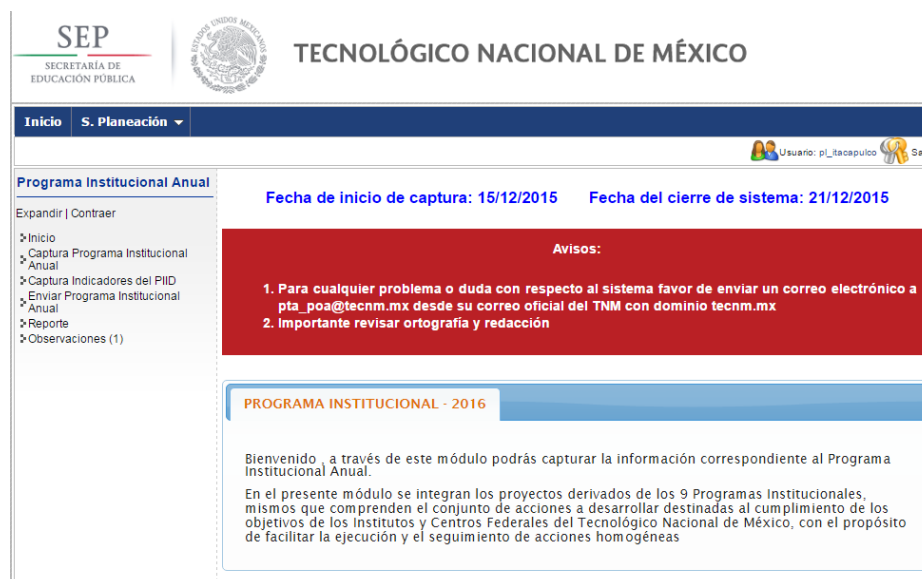 SEP
SECRETARÍA DE
EDUCACIÓN PÚBLICA
ESTADOS UNIDOS MEXICANOS
TECNOLÓGICO NACIONAL DE MÉXICO
Inicio S. Planeación
Usuario: pl_itacapulco
Programa Institucional Anual
Expandir | Contraer
Inicio
Captura Programa Institucional
Anual
Captura Indicadores del PIID
Enviar Programa Institucional
Anual
Reporte
Observaciones (1)
Fecha de inicio de captura: 15/12/2015 Fecha del cierre de sistema: 21/12/2015
Avisos:
1. Para cualquier problema o duda con respecto al sistema favor de enviar un correo electrónico a
pta_poa@tecnm.mx desde su correo oficial del TNM con dominio tecnm.mx
2. Importante revisar ortografía y redacción
PROGRAMA INSTITUCIONAL - 2016
Bienvenido , a través de este módulo podrás capturar la información correspondiente al Programa
Institucional Anual.
En el presente módulo se integran los proyectos derivados de los 9 Programas Institucionales,
mismos que comprenden el conjunto de acciones a desarrollar destinadas al cumplimiento de los
objetivos de los Institutos y Centros Federales del Tecnológico Nacional de México, con el propósito
de facilitar la ejecución y el seguimiento de acciones homogéneas